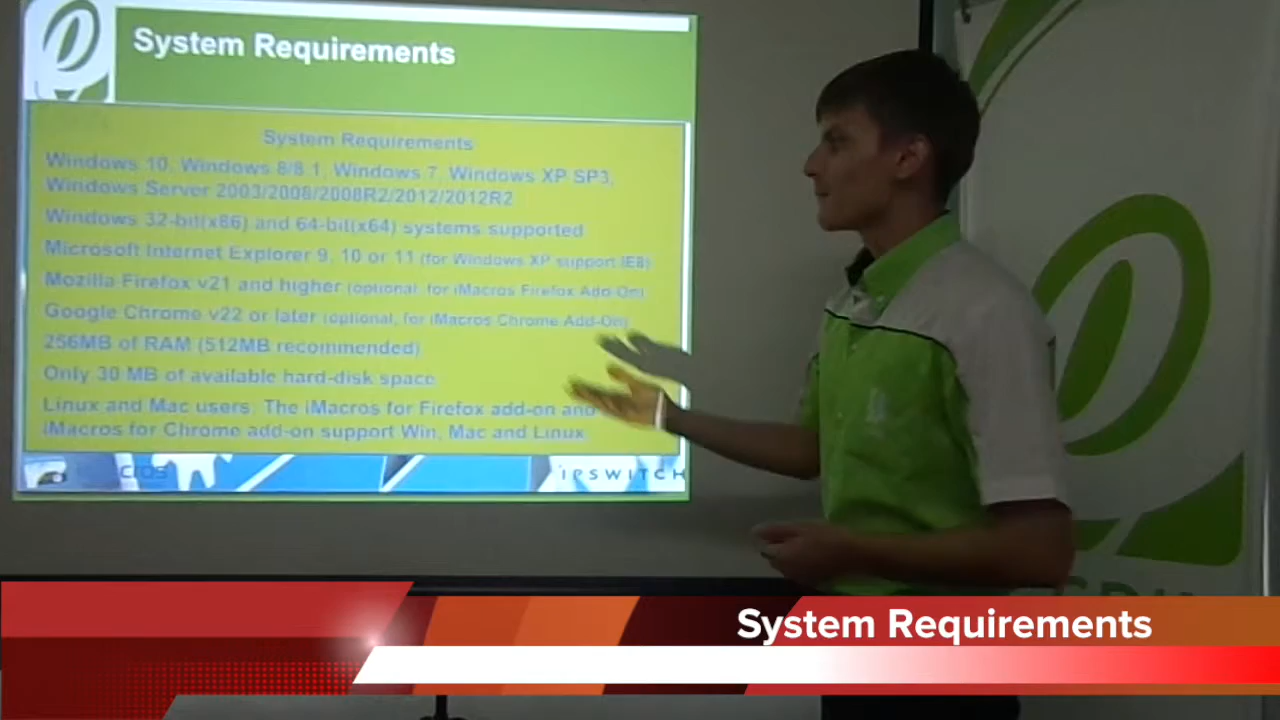 System Requirements
System Requirements
Windows 10, Windows 8/8.1, Windows 7, Windows XP SP3,
Windows Server 2003/2008/2008R2/2012/2012R2
Windows 32-bit(x86) and 64-bit(x64) systems supported
Microsoft Internet Explorer 9, 10 or 11 (for Windows XP support IE8)
Mozilla Firefox v21 and higher (optional, for iMacros Firefox Add-On)
Google Chrome v22 or later (optional, for iMacros Chrome Add-On)
256MB of RAM (512MB recommended)
Only 30 MB of available hard-disk space
Linux and Mac users: The iMacros for Firefox add-on and
iMacros for Chrome add-on support Win, Mac and Linux
IPSWITCH
System Requirements